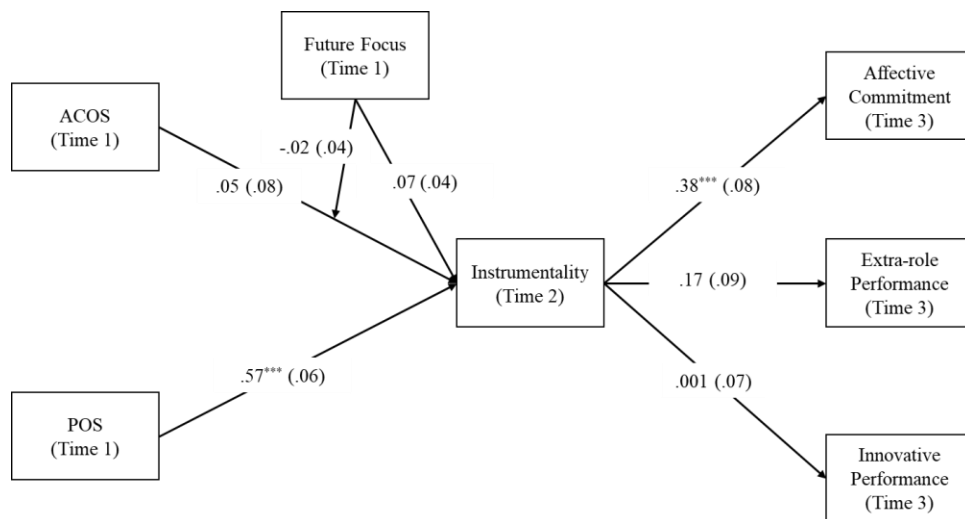 Future Focus
(Time 1)
ACOS
(Time 1)
-.02 (.04)
.05 (.08)
.07 (.04)
Instrumentality
(Time 2)
POS
(Time 1)
.57*** (.06)
Affective
Commitment
(Time 3)
.38*** (.08)
Extra-role
Performance
(Time 3)
.17 (.09)
.001 (.07)
Innovative
Performance
(Time 3)